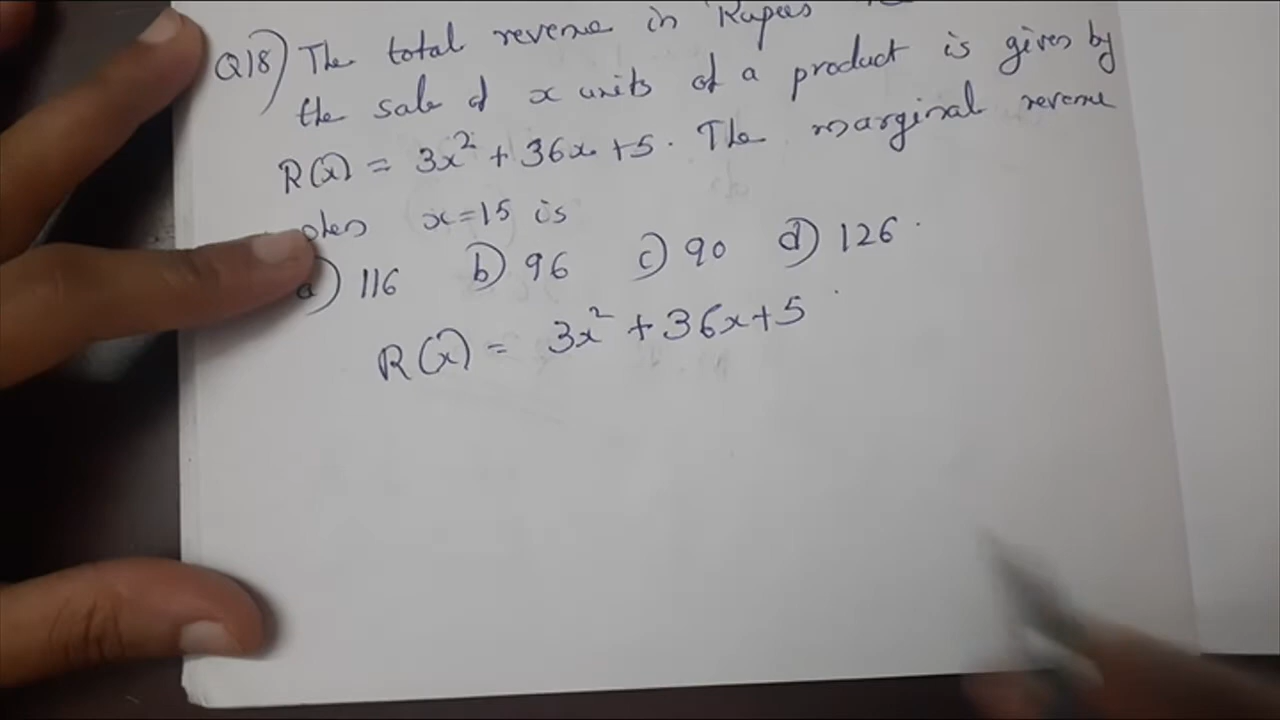 Q18) The total revenue in Rupees
the sale of x units of a product is given by
R(x) = 3x² + 36x + 5. The marginal revenue
when x=15 is
a) 116 b) 96 c) 90 d) 126.
R(x) = 3x² + 36x + 5